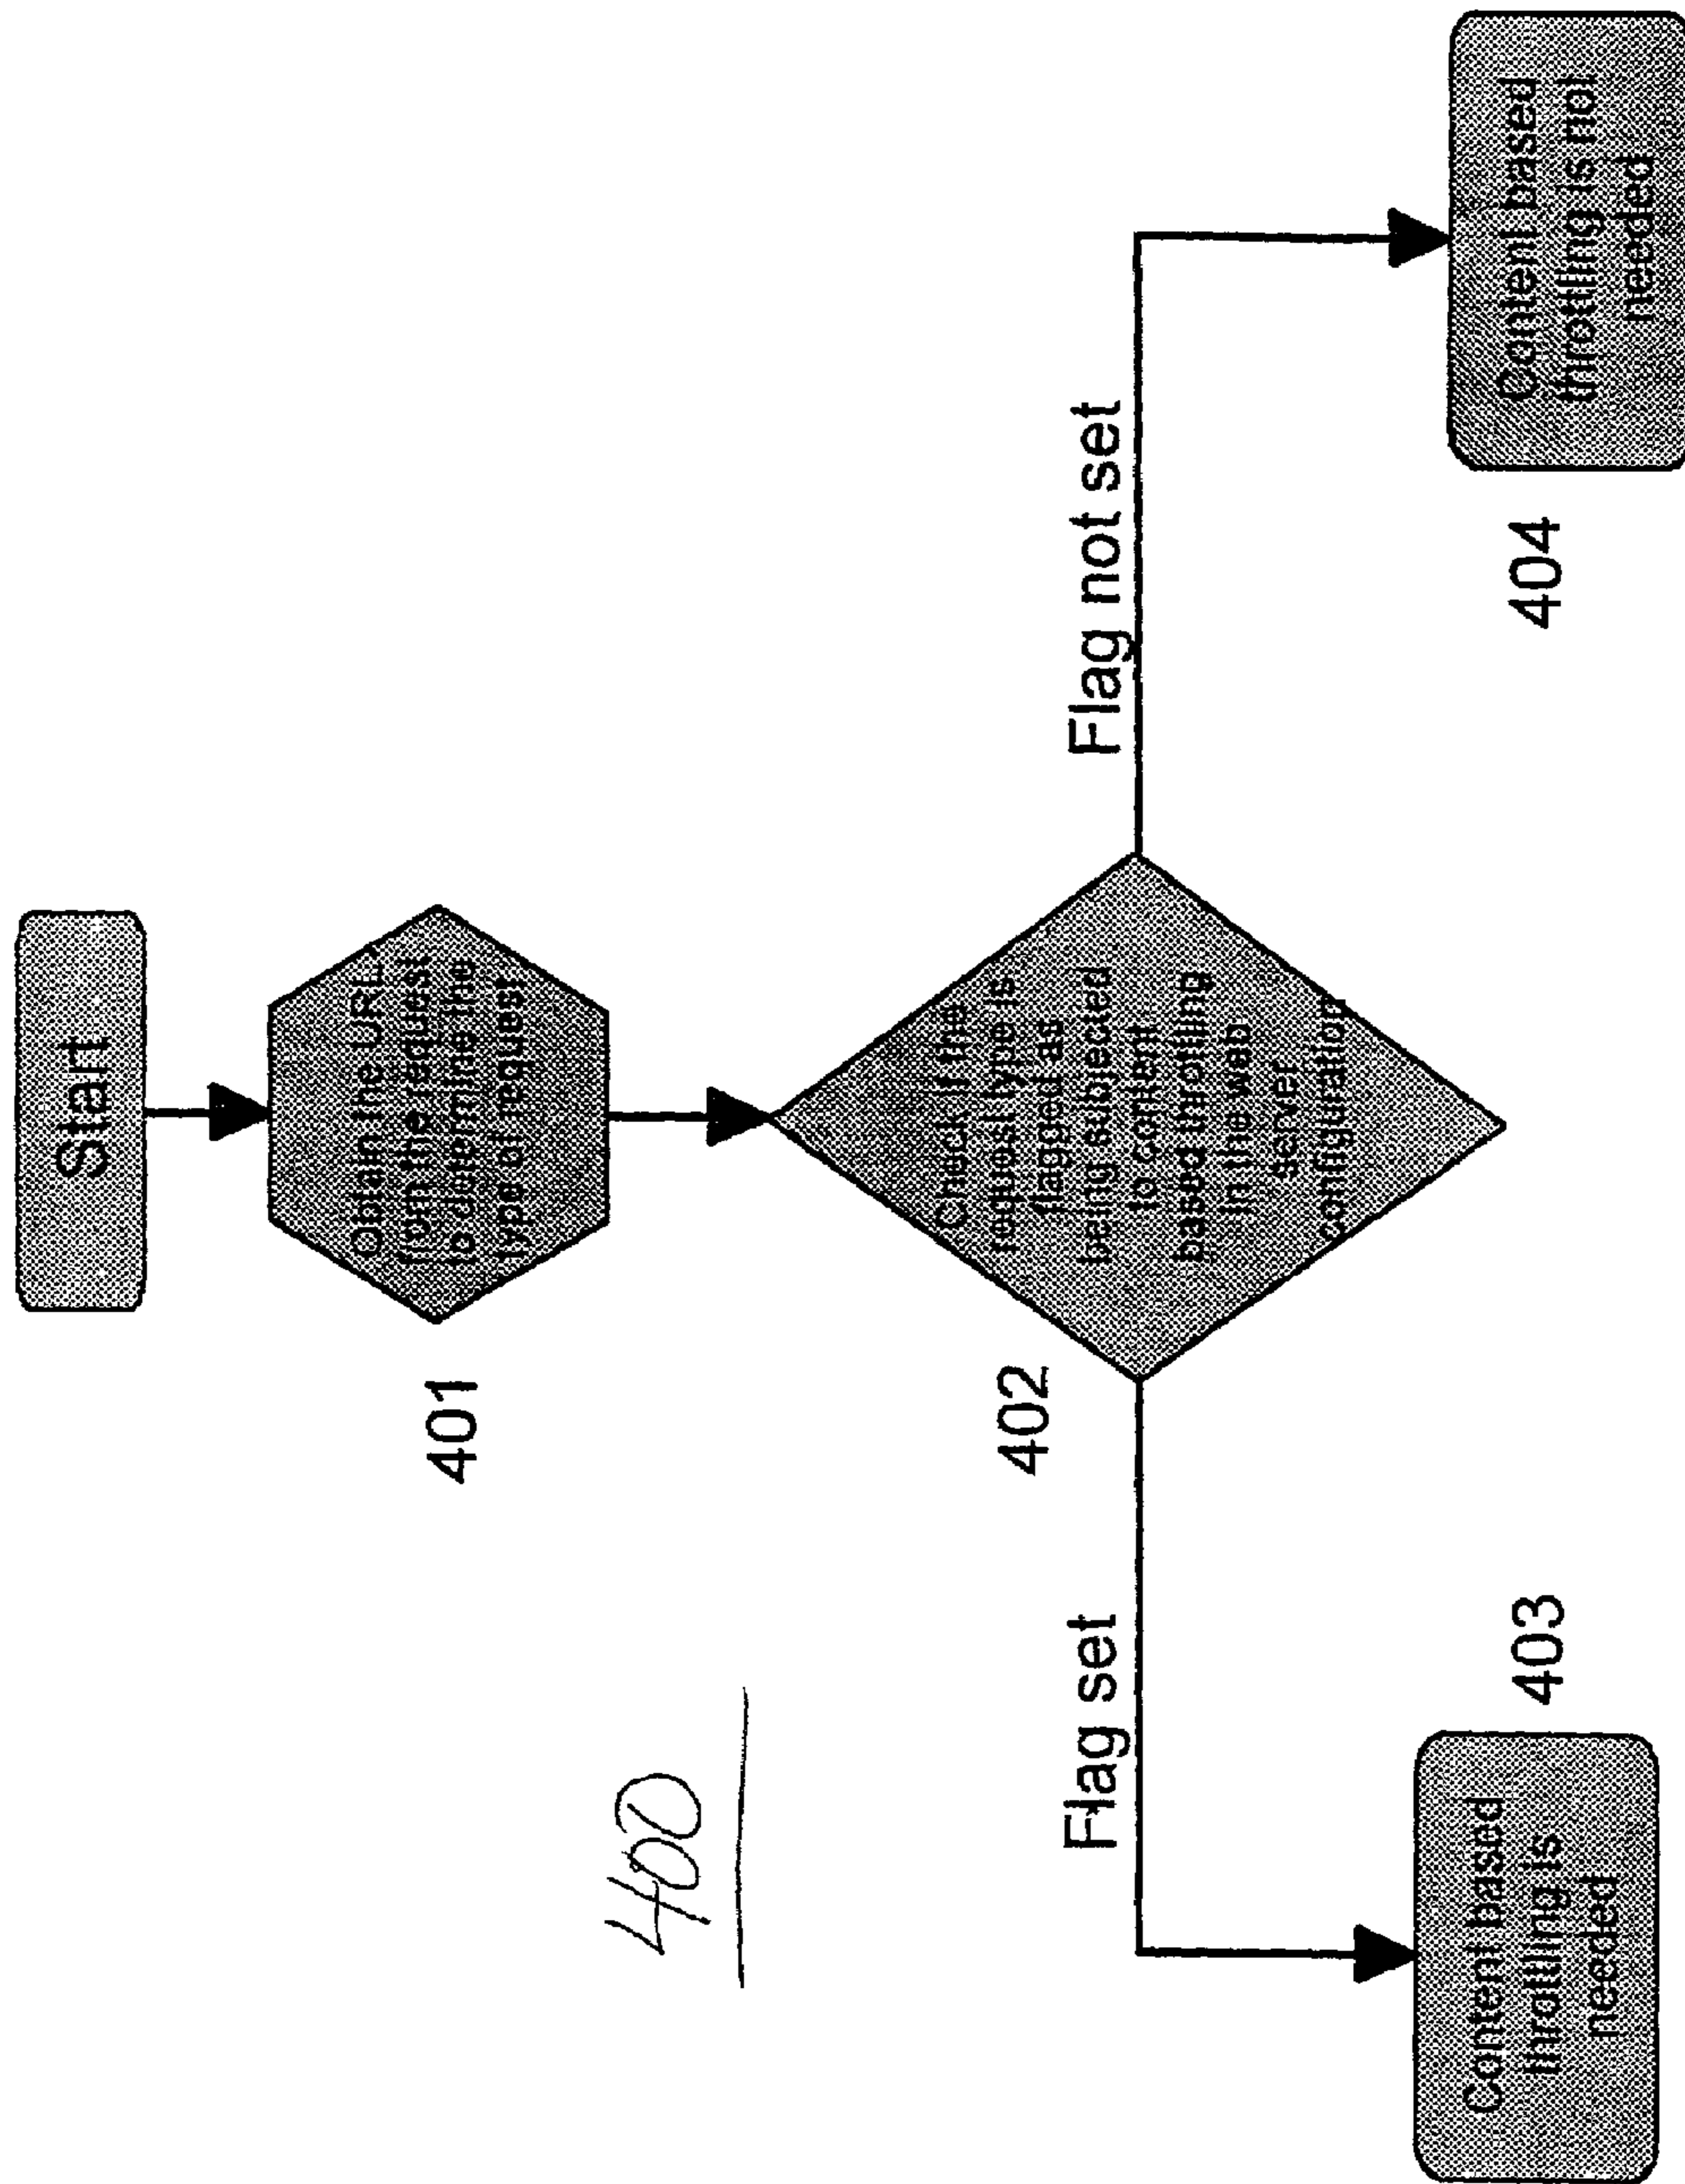 Start
Obtain the URL
from the request
to determine the
type of request
401
400
Check if the
request type is
flagged as
being subjected
to content
based throttling
in the web
server
configuration
402
Flag set
Flag not set
Content based
throttling is
needed
403
Content based
throttling is not
needed
404